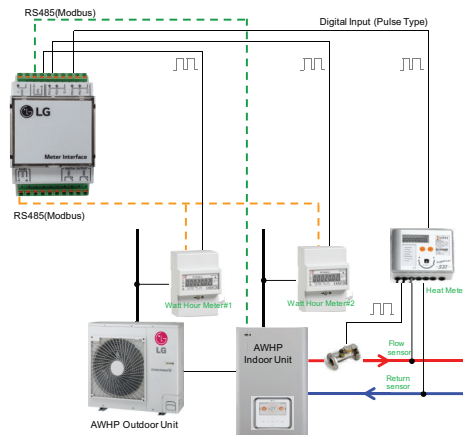 RS485(Modbus)
Digital Input (Pulse Type)
LG
Meter Interface
RS485(Modbus)
Watt Hour Meter#1
Watt Hour Meter#2
Heat Meter
LG
AWHP
Indoor Unit
Flow
sensor
Return
sensor
AWHP Outdoor Unit